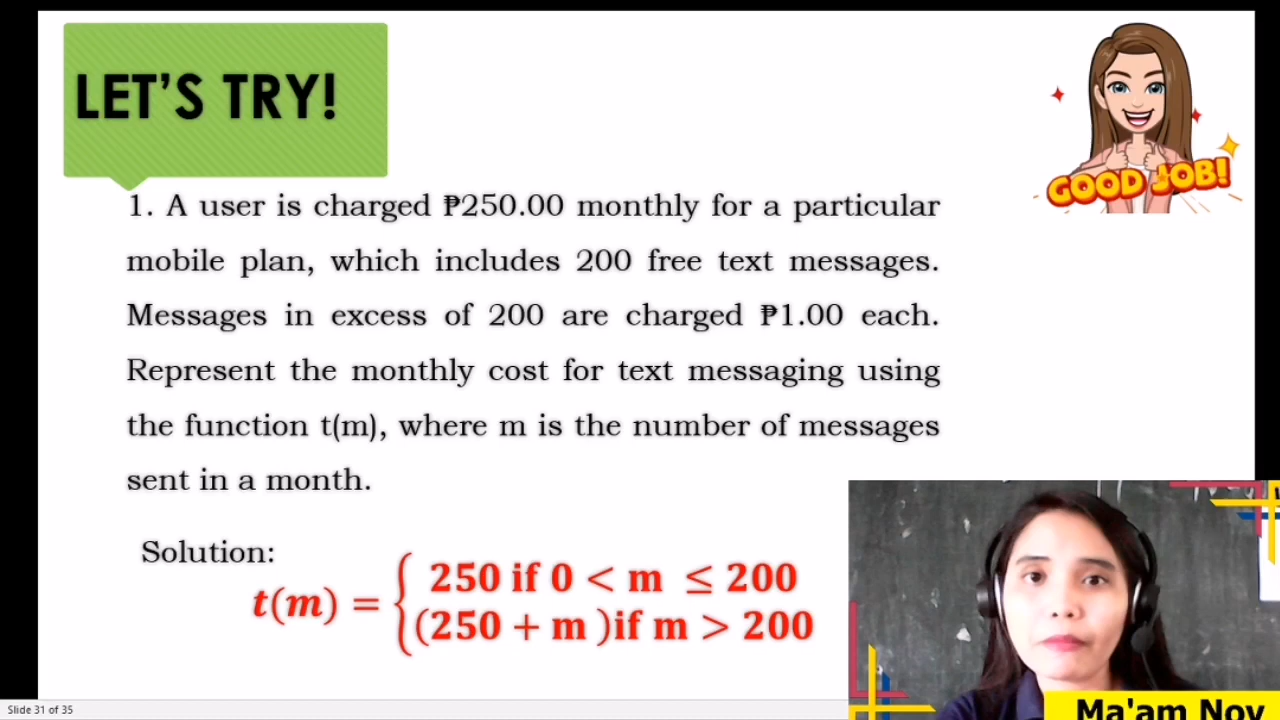 LET'S TRY!
GOOD JOB!
1. A user is charged ₱250.00 monthly for a particular
mobile plan, which includes 200 free text messages.
Messages in excess of 200 are charged ₱1.00 each.
Represent the monthly cost for text messaging using
the function t(m), where m is the number of messages
sent in a month.
Solution:
t(m) = { 250 if 0 < m ≤ 200
(250 + m )if m > 200
Ma'am Noy
Slide 31 of 35